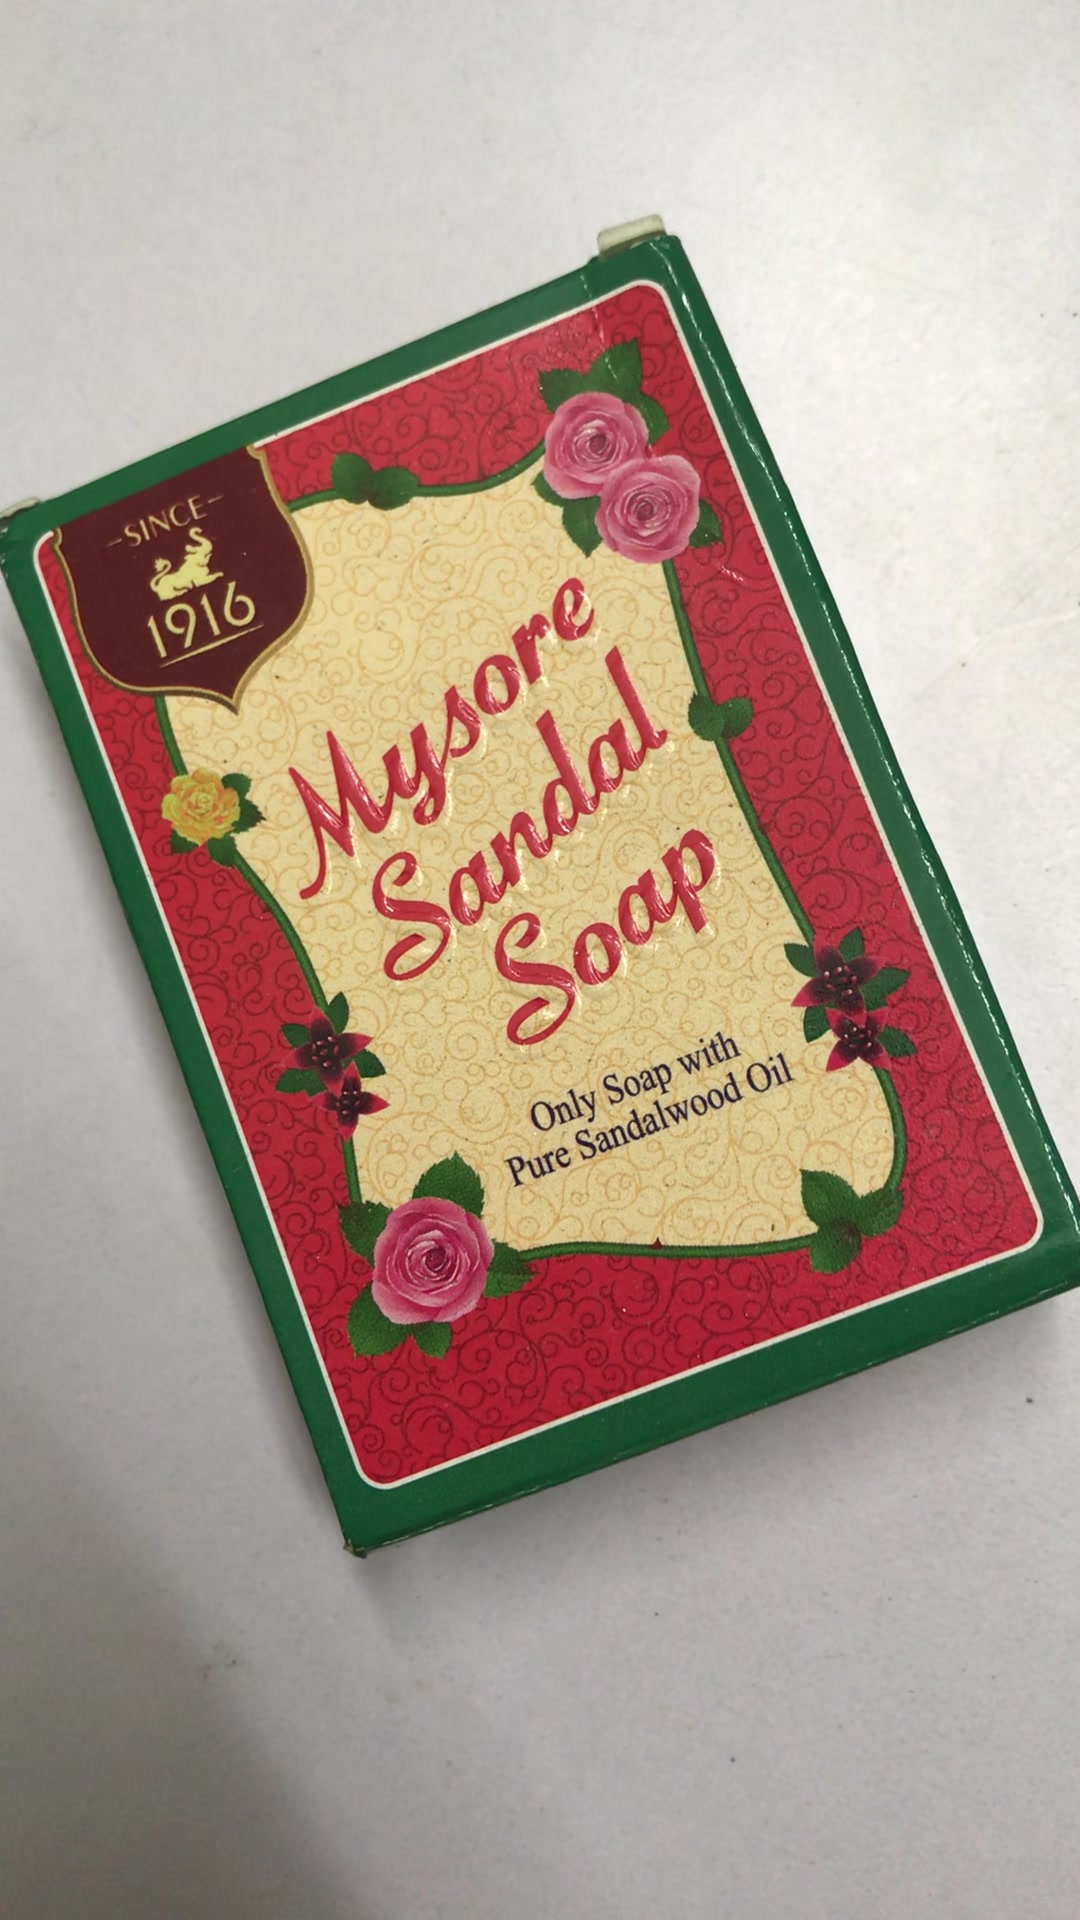 -SINCE-
1916
Mysore
Sandal
Soap
Only Soap with
Pure Sandalwood Oil